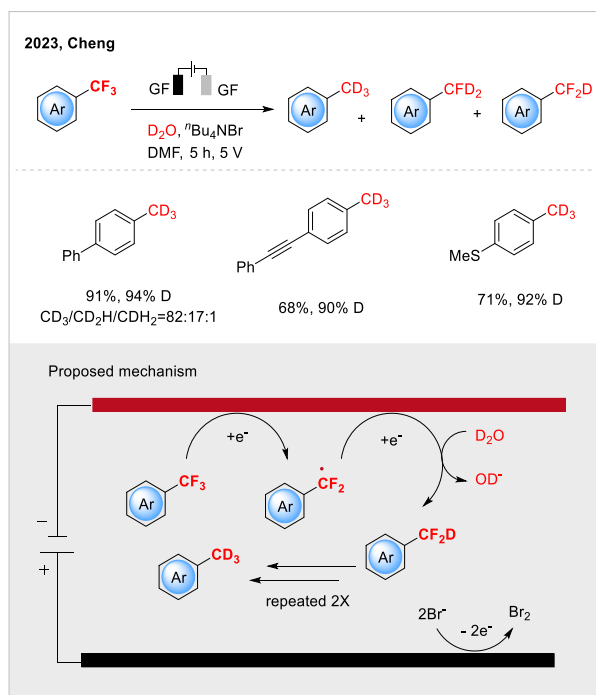 2023, Cheng
Ar CF₃
GF GF
D₂O, ⁿBu₄NBr
DMF, 5 h, 5 V
Ar CD₃ + Ar CFD₂ + Ar CF₂D
Ph CD₃
91%, 94% D
CD₃/CD₂H/CDH₂=82:17:1
Ph CD₃
68%, 90% D
MeS CD₃
71%, 92% D
Proposed mechanism
+e⁻ +e⁻
D₂O
OD⁻
Ar CF₃
Ar •CF₂
Ar CF₂D
Ar CD₃
repeated 2X
−
+
2Br⁻ Br₂
- 2e⁻